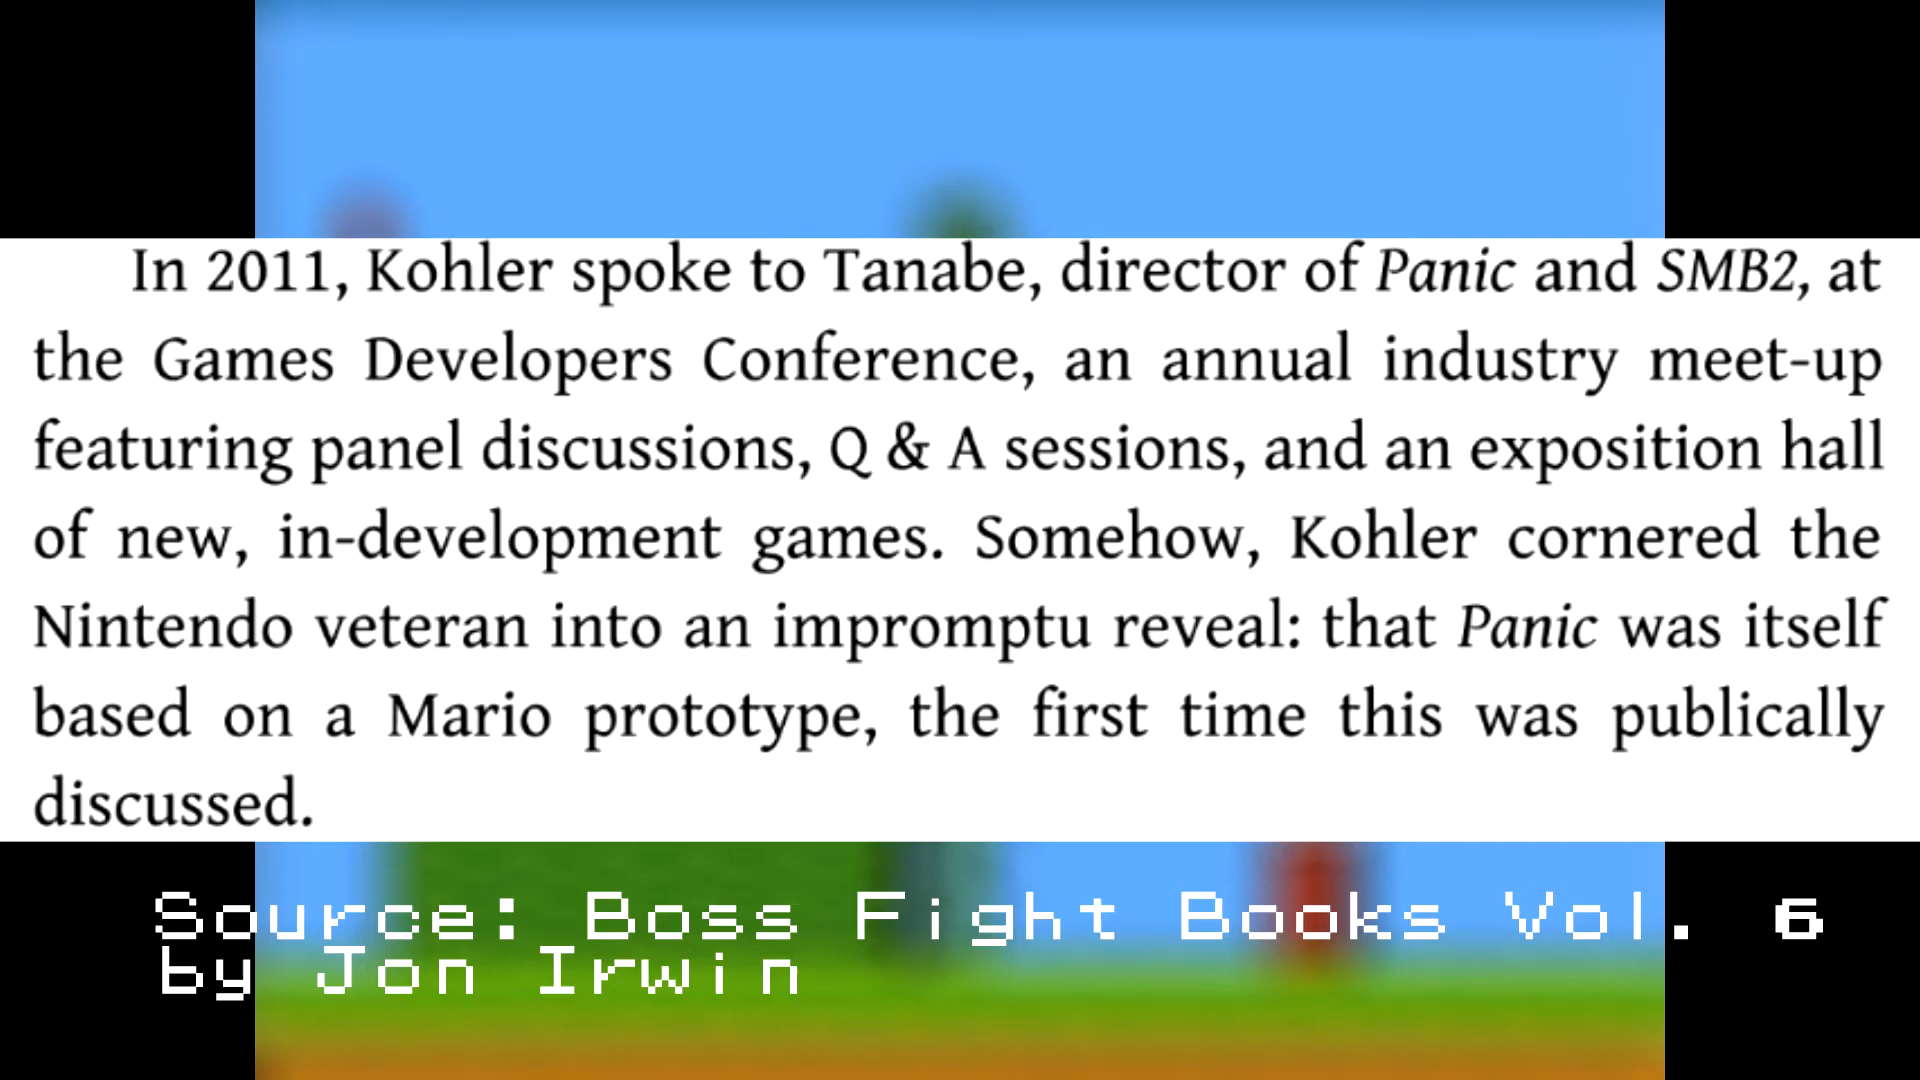 In 2011, Kohler spoke to Tanabe, director of Panic and SMB2, at
the Games Developers Conference, an annual industry meet-up
featuring panel discussions, Q & A sessions, and an exposition hall
of new, in-development games. Somehow, Kohler cornered the
Nintendo veteran into an impromptu reveal: that Panic was itself
based on a Mario prototype, the first time this was publically
discussed.
Source: Boss Fight Books Vol. 6
by Jon Irwin